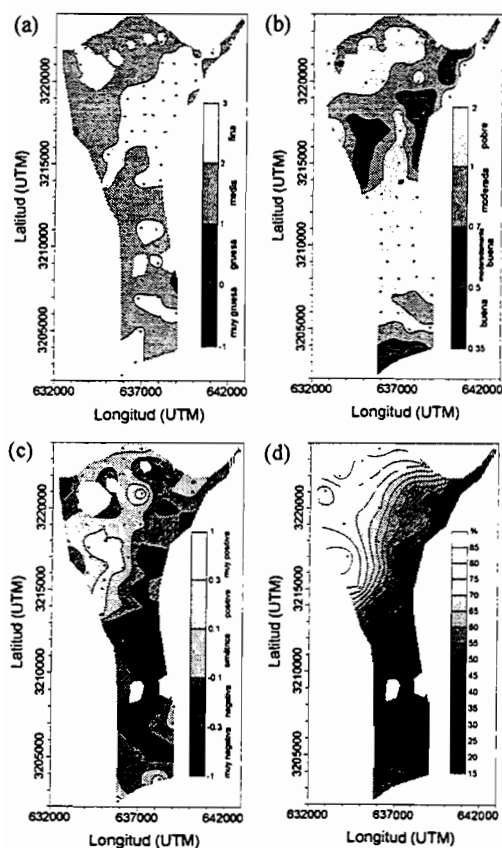 (a)
Latitud (UTM)
3220000
3215000
3210000
3205000
632000
637000
642000
Longitud (UTM)
3
fina
2
media
1
gruesa
0
muy gruesa
-1
(b)
Latitud (UTM)
3220000
3215000
3210000
3205000
632000
637000
642000
Longitud (UTM)
2
pobre
1
moderada
0.7
moderadamente
buena
0.5
buena
0.35
(c)
Latitud (UTM)
3220000
3215000
3210000
3205000
632000
637000
642000
Longitud (UTM)
1
muy positiva
0.3
positiva
0.1
simétrica
-0.1
negativa
-0.3
muy negativa
-1
(d)
Latitud (UTM)
3220000
3215000
3210000
3205000
632000
637000
642000
Longitud (UTM)
%
85
80
75
70
65
60
55
50
45
40
35
30
25
20
15